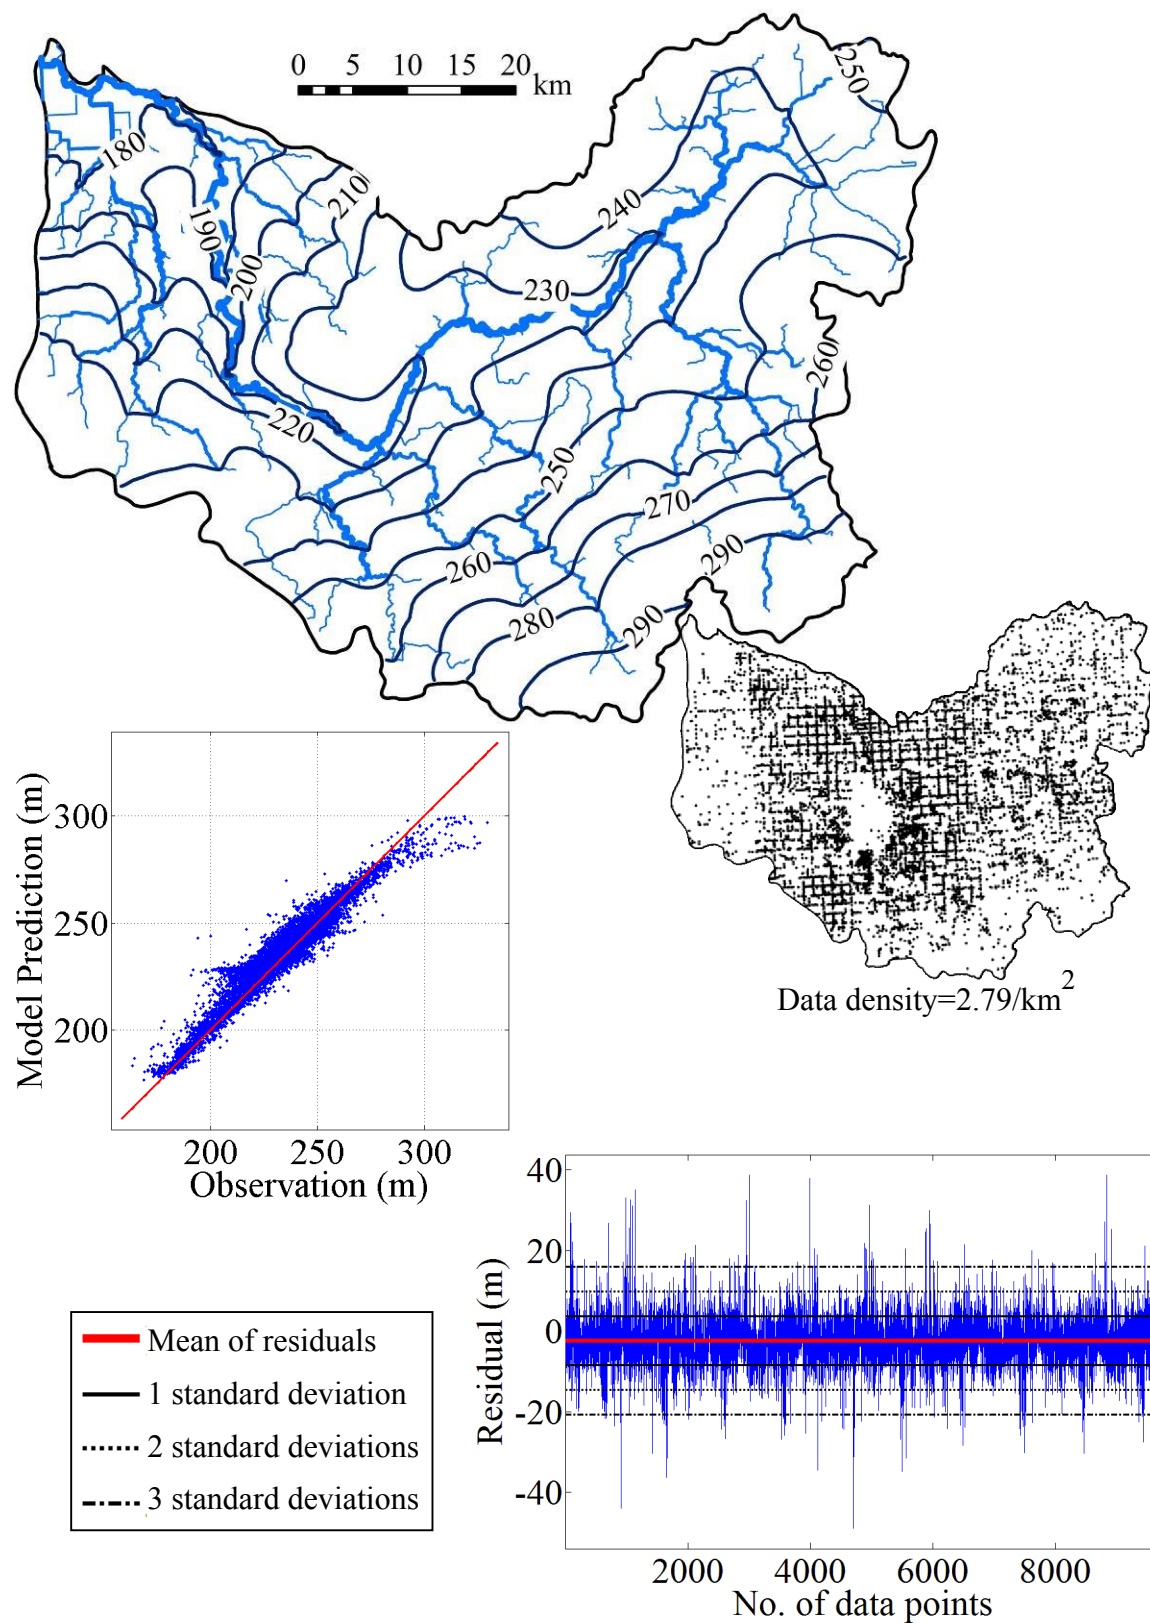 0 5 10 15 20 km
250
180
210
240
190
200
230
260
220
250
270
260
290
280
290
Data density=2.79/km2
Model Prediction (m)
300
250
200
200 250 300
Observation (m)
Residual (m)
40
20
0
-20
-40
2000 4000 6000 8000
No. of data points
Mean of residuals
1 standard deviation
2 standard deviations
3 standard deviations